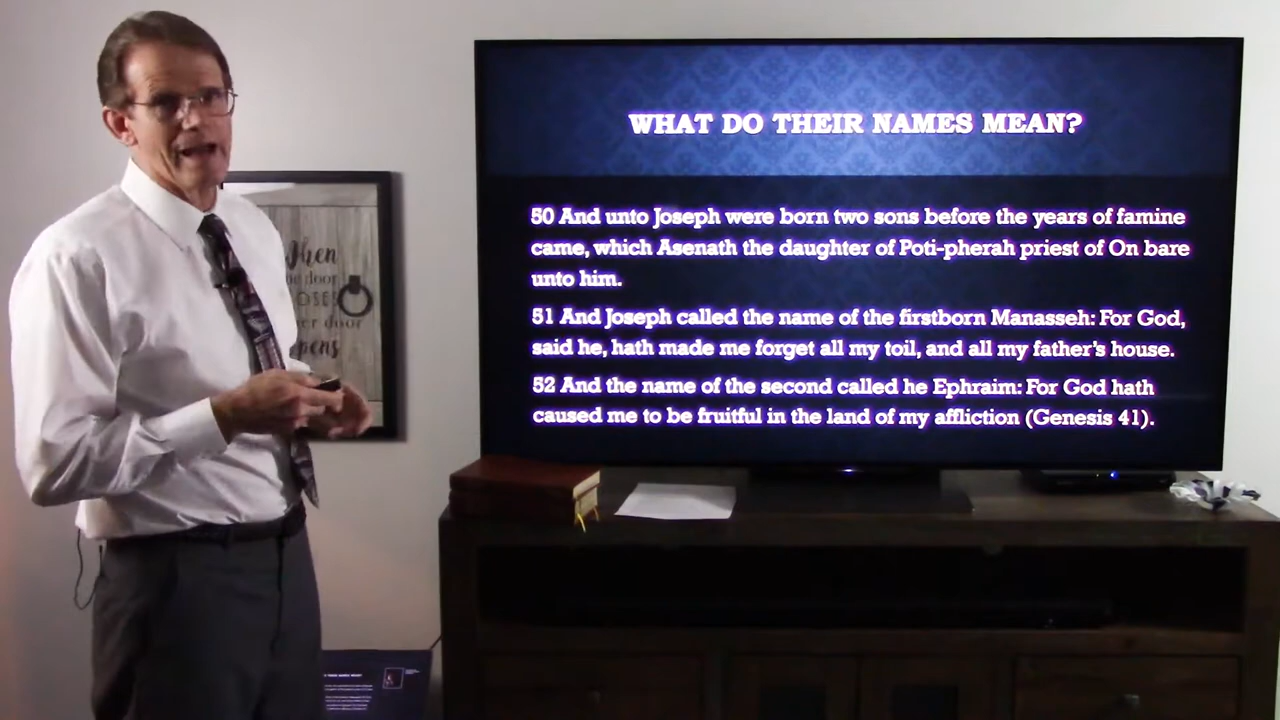 WHAT DO THEIR NAMES MEAN?
50 And unto Joseph were born two sons before the years of famine
came, which Asenath the daughter of Poti-pherah priest of On bare
unto him.
51 And Joseph called the name of the firstborn Manasseh: For God,
said he, hath made me forget all my toil, and all my father's house.
52 And the name of the second called he Ephraim: For God hath
caused me to be fruitful in the land of my affliction (Genesis 41).
When
door
door